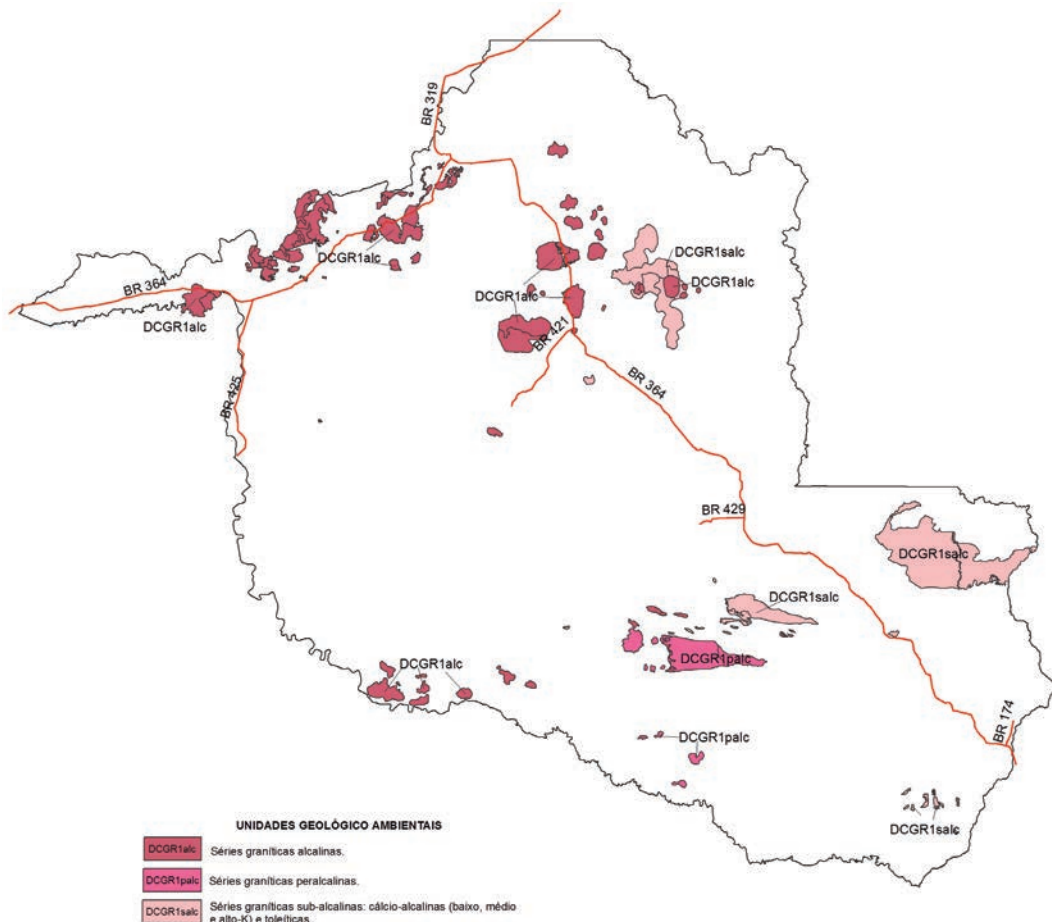 BR 319
DCGR1salc
DCGR1alc
DCGR1alc
BR 364
DCGR1alc
DCGR1alc
BR 421
BR 364
BR 425
BR 429
DCGR1salc
DCGR1salc
DCGR1palc
DCGR1alc
BR 174
DCGR1palc
DCGR1salc
UNIDADES GEOLÓGICO AMBIENTAIS
DCGR1alc Séries graníticas alcalinas.
DCGR1palc Séries graníticas peralcalinas.
DCGR1salc Séries graníticas sub-alcalinas: cálcio-alcalinas (baixo, médio
e alto-K) e toleíticas.